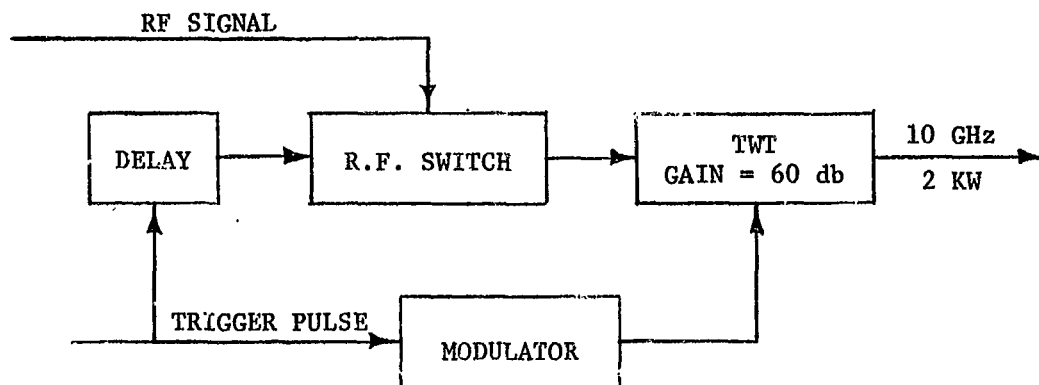 RF SIGNAL
DELAY
R.F. SWITCH
TWT
GAIN = 60 db
10 GHz
2 KW
TRIGGER PULSE
MODULATOR